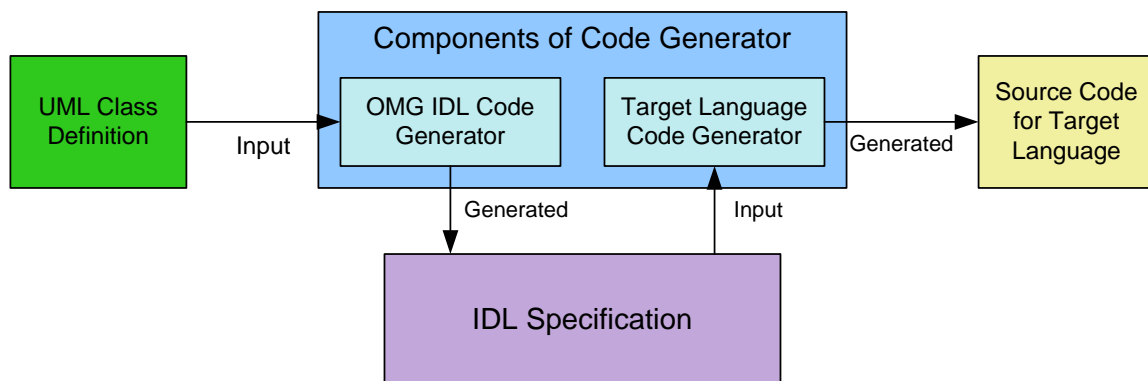 Components of Code Generator
UML Class
Definition
Input
OMG IDL Code
Generator
Target Language
Code Generator
Generated
Source Code
for Target
Language
Generated
Input
IDL Specification